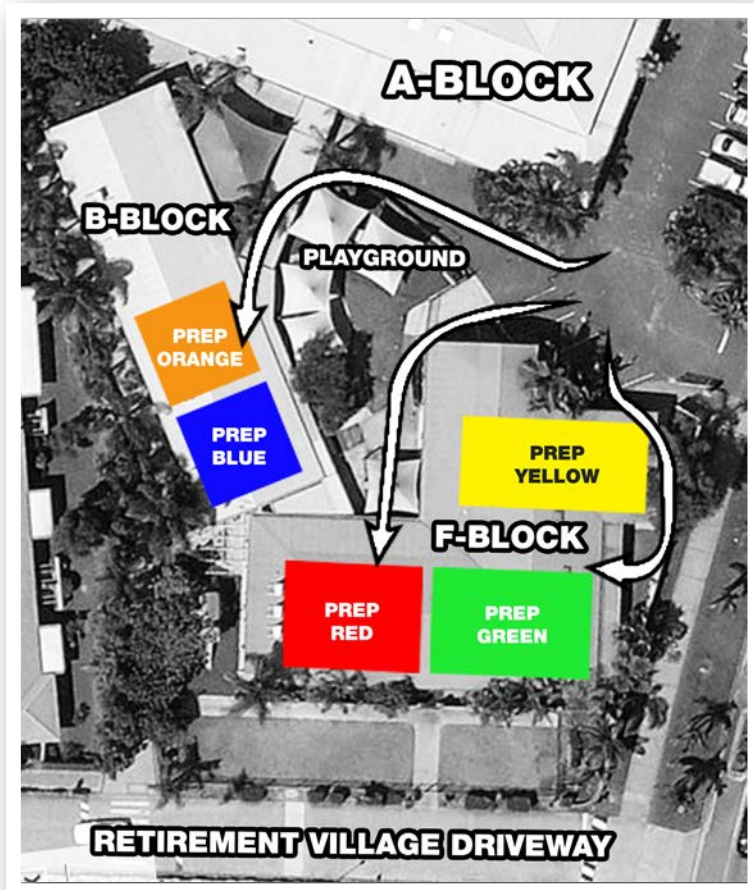 A-BLOCK
B-BLOCK
PLAYGROUND
PREP
ORANGE
PREP
BLUE
PREP
YELLOW
F-BLOCK
PREP
RED
PREP
GREEN
RETIREMENT VILLAGE DRIVEWAY